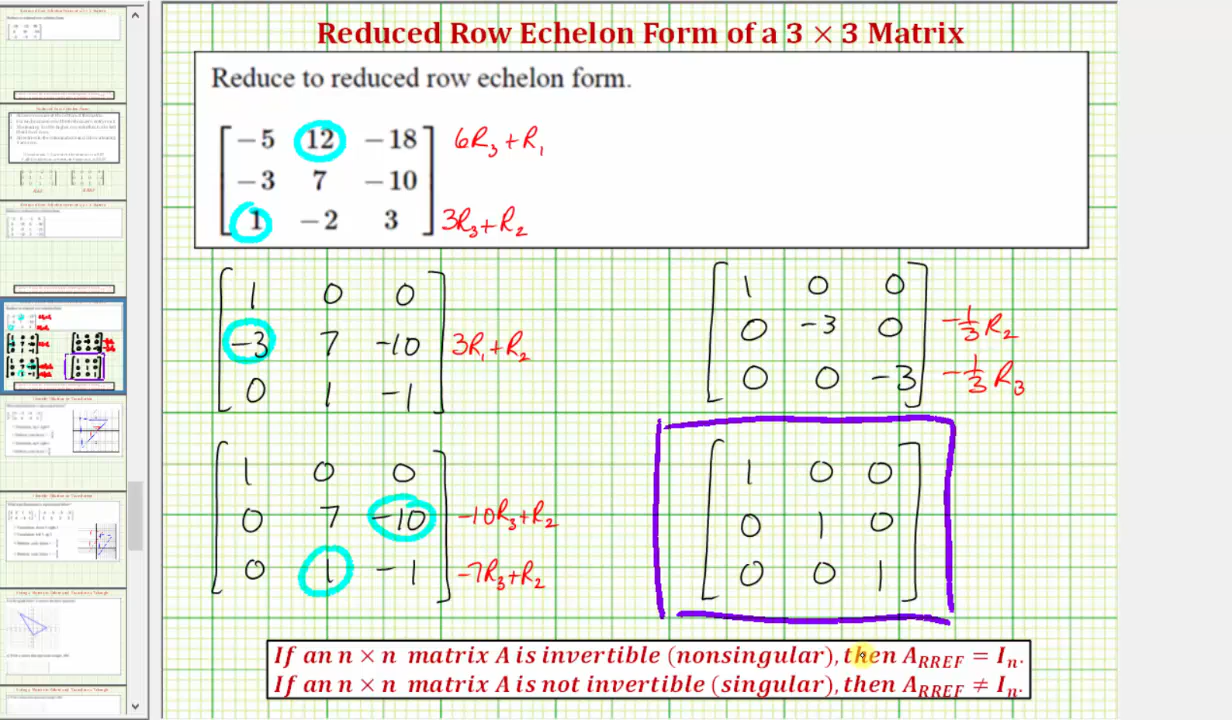 Reduced Row Echelon Form of a 3 × 3 Matrix
Reduce to reduced row echelon form.
−5 12 −18 6R₃+R₁
−3 7 −10
1 −2 3 3R₃+R₂
1 0 0
−3 7 −10 3R₁+R₂
0 1 −1
1 0 0
0 7 −10 −10R₃+R₂
0 1 −1 −7R₃+R₂
1 0 0
0 −3 0 −1/3 R₂
0 0 −3 −1/3 R₃
1 0 0
0 1 0
0 0 1
If an n × n matrix A is invertible (nonsingular), then A_RREF = Iₙ.
If an n × n matrix A is not invertible (singular), then A_RREF ≠ Iₙ.